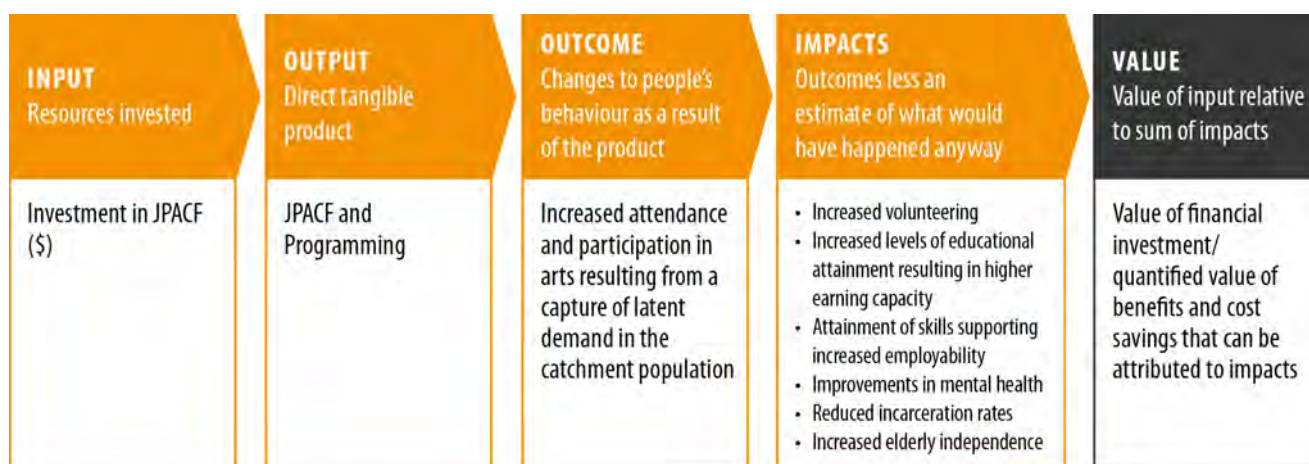 INPUT
Resources invested
Investment in JPACF
($)
OUTPUT
Direct tangible
product
JPACF and
Programming
OUTCOME
Changes to people's
behaviour as a result
of the product
Increased attendance
and participation in
arts resulting from a
capture of latent
demand in the
catchment population
IMPACTS
Outcomes less an
estimate of what would
have happened anyway
• Increased volunteering
• Increased levels of educational
attainment resulting in higher
earning capacity
• Attainment of skills supporting
increased employability
• Improvements in mental health
• Reduced incarceration rates
• Increased elderly independence
VALUE
Value of input relative
to sum of impacts
Value of financial
investment/
quantified value of
benefits and cost
savings that can be
attributed to impacts